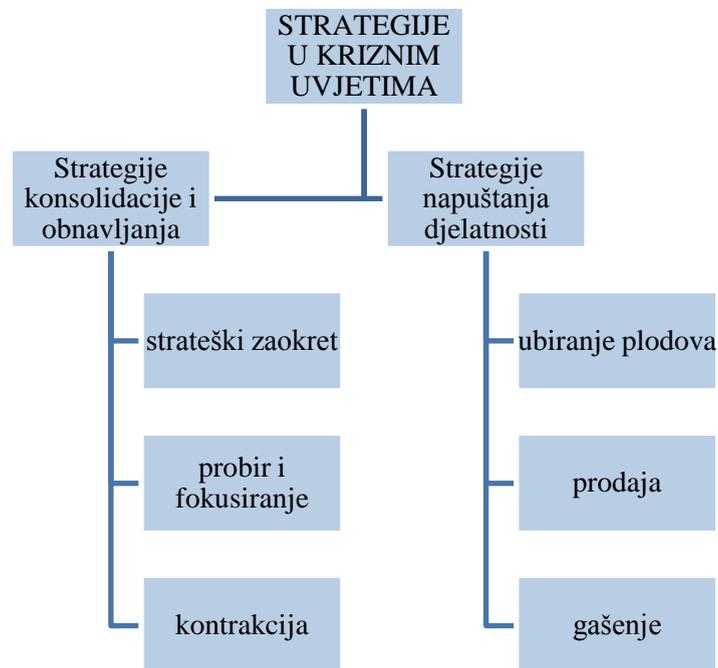 STRATEGIJE
U KRIZNIM
UVJETIMA
Strategije
konsolidacije i
obnavljanja
strateški zaokret
probir i
fokusiranje
kontrakcija
Strategije
napuštanja
djelatnosti
ubiranje plodova
prodaja
gašenje